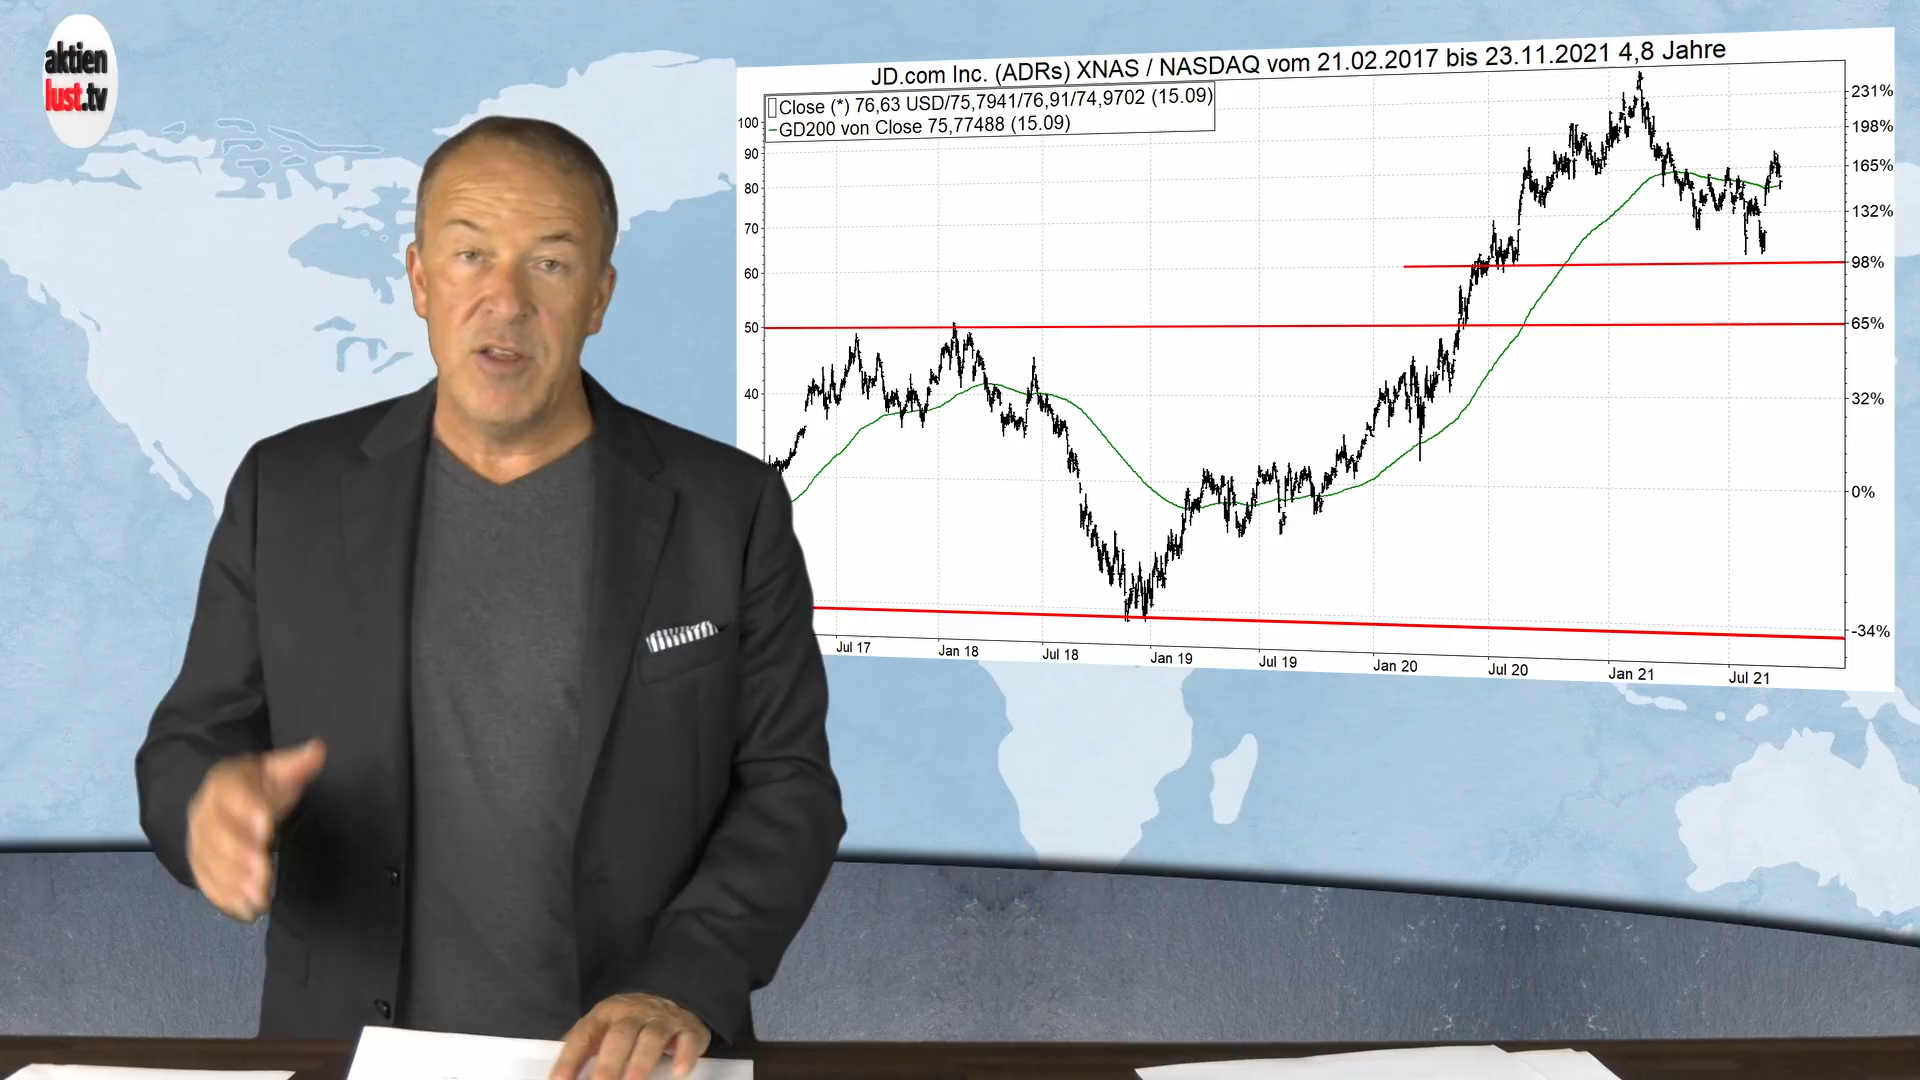 aktien
lust.tv
JD.com Inc. (ADRs) XNAS / NASDAQ vom 21.02.2017 bis 23.11.2021 4,8 Jahre
Close (*) 76,63 USD/75,7941/76,91/74,9702 (15.09)
GD200 von Close 75,77488 (15.09)
100
90
80
70
60
50
40
231%
198%
165%
132%
98%
65%
32%
0%
-34%
Jul 17
Jan 18
Jul 18
Jan 19
Jul 19
Jan 20
Jul 20
Jan 21
Jul 21